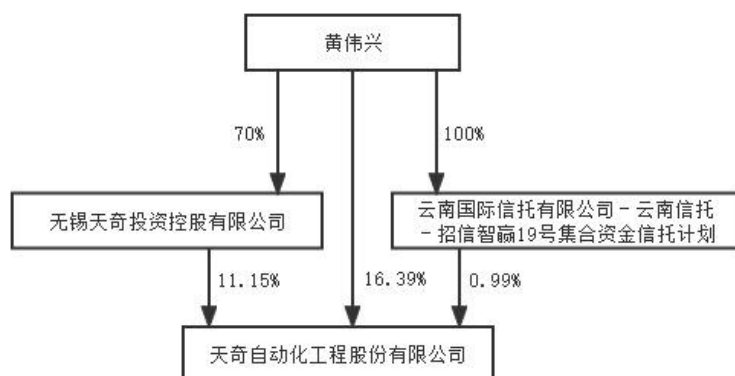 黄伟兴
70%
100%
无锡天奇投资控股有限公司
云南国际信托有限公司－云南信托
－招信智赢19号集合资金信托计划
11.15%
16.39%
0.99%
天奇自动化工程股份有限公司